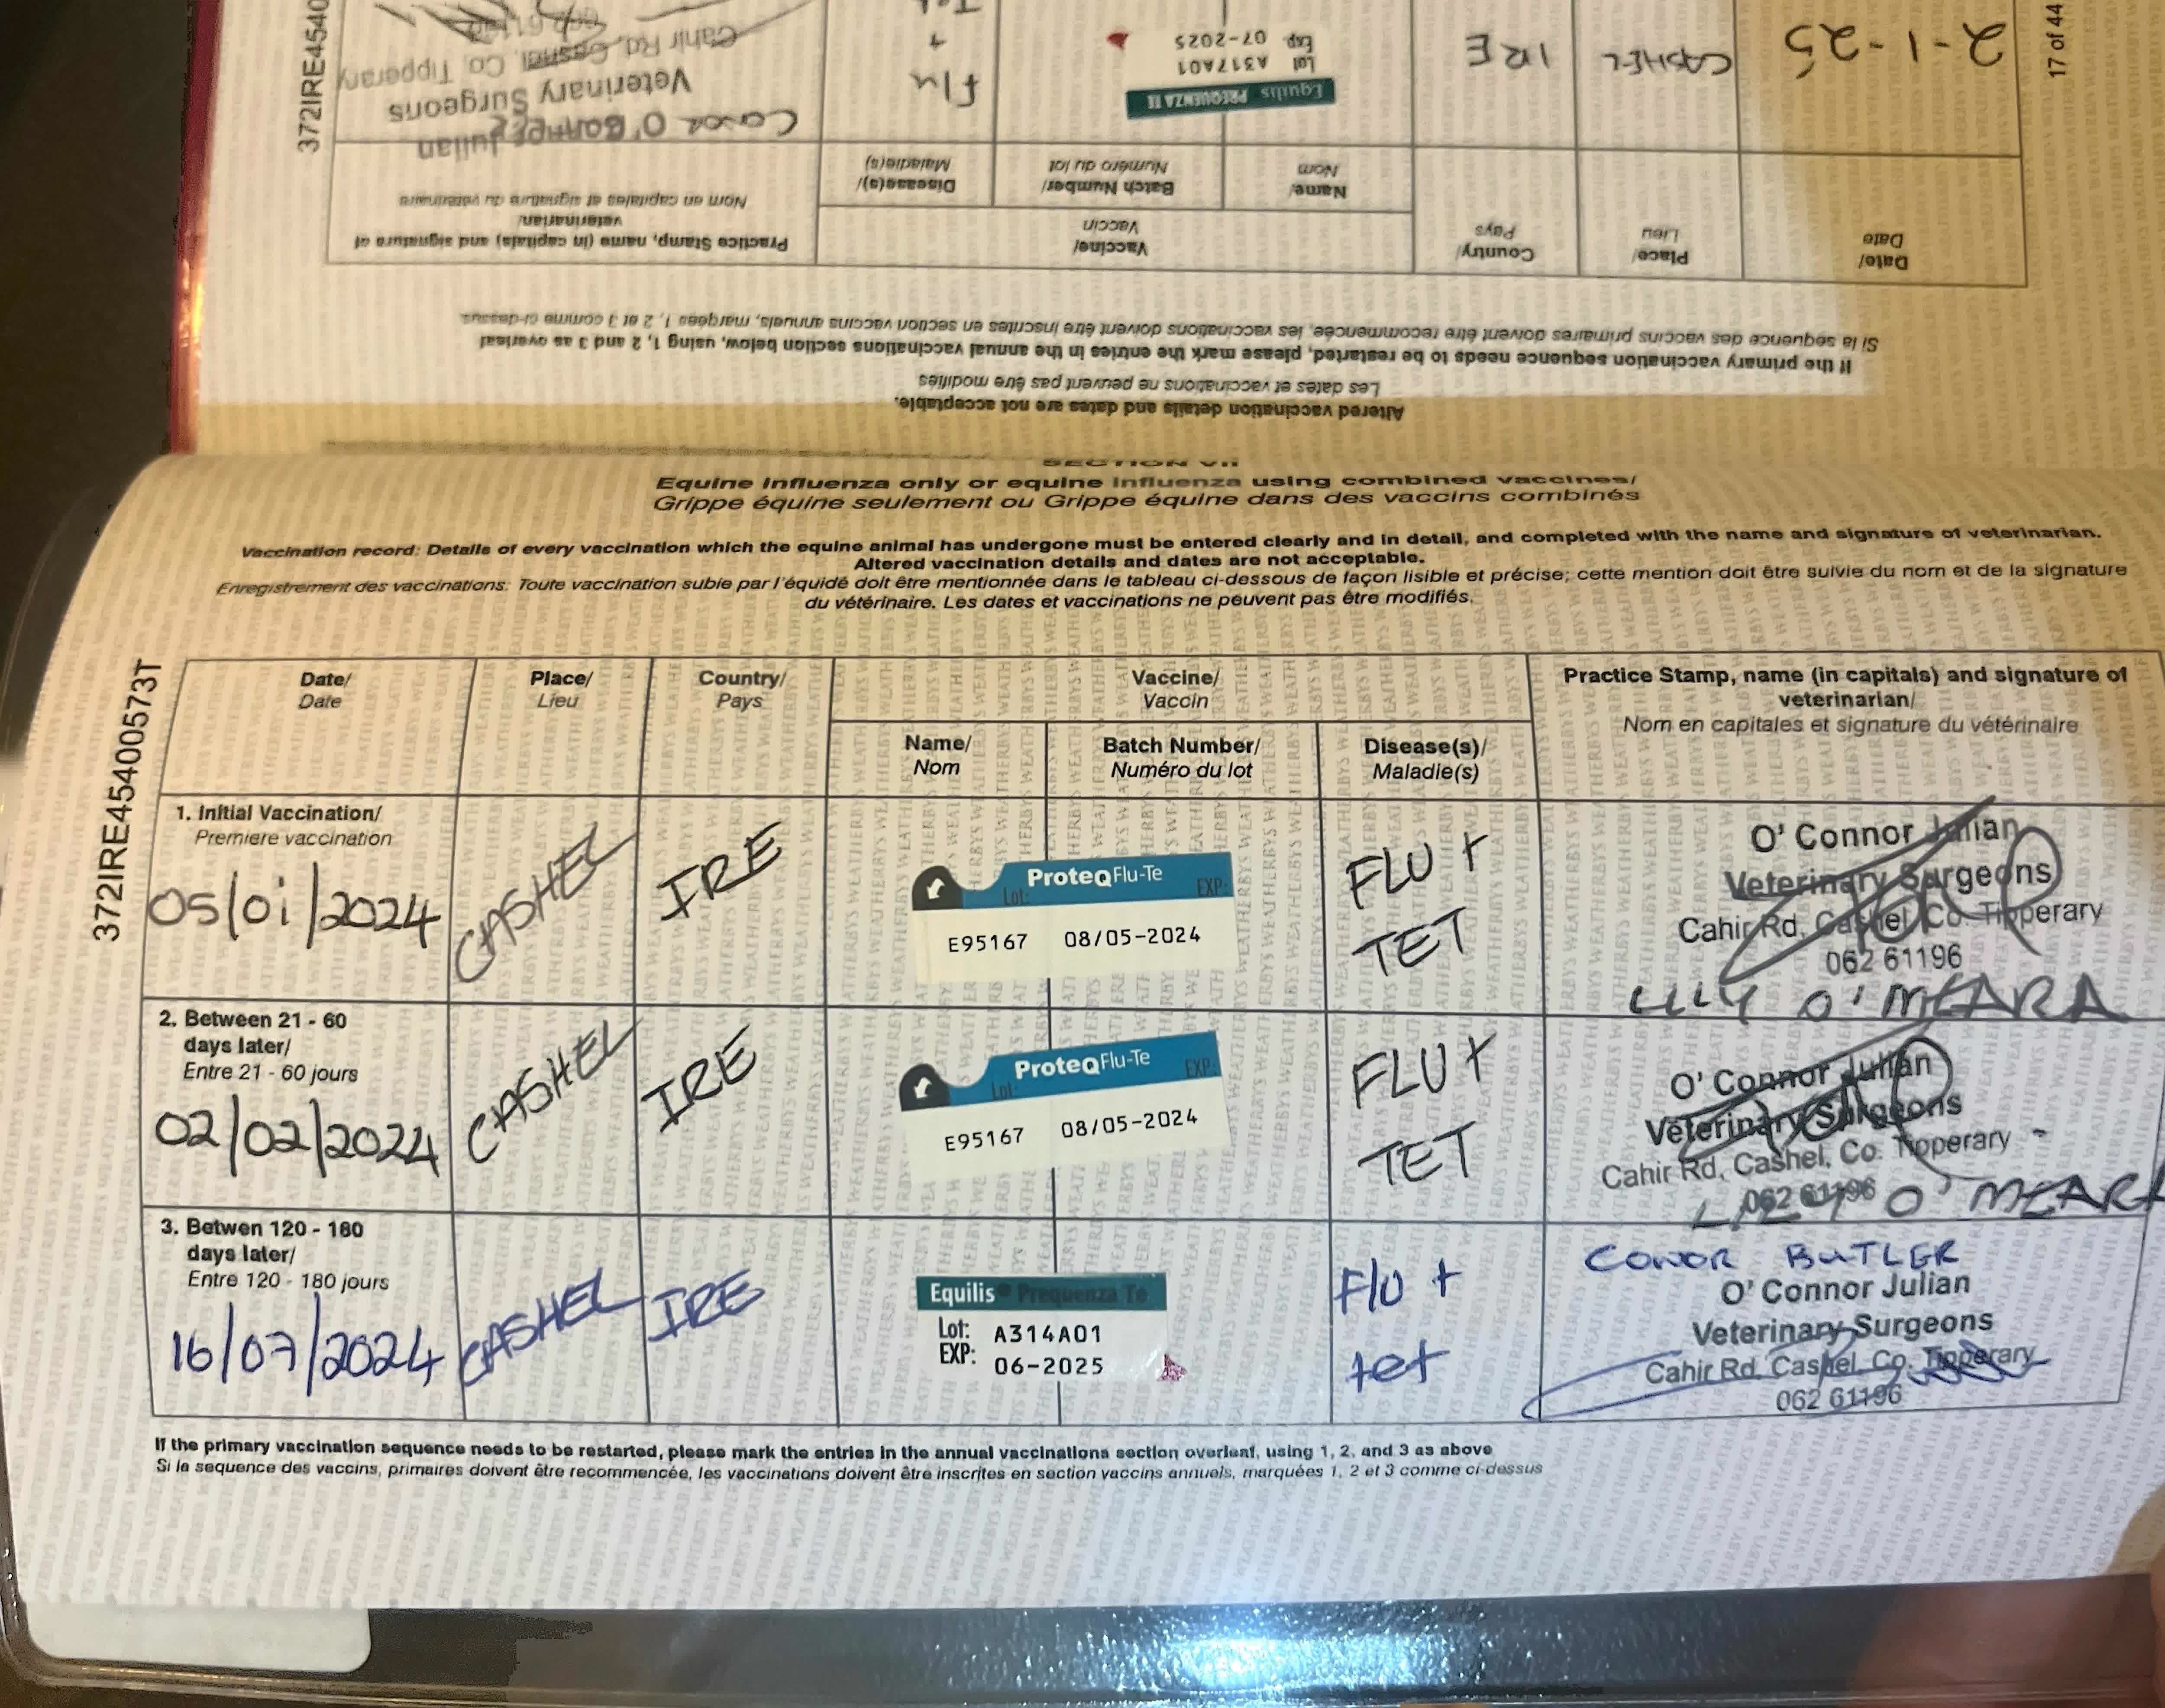 SECTION VII
Equine influenza only or equine influenza using combined vaccines/
Grippe équine seulement ou Grippe équine dans des vaccins combinés
Vaccination record: Details of every vaccination which the equine animal has undergone must be entered clearly and in detail, and completed with the name and signature of veterinarian.
Altered vaccination details and dates are not acceptable.
Enregistrement des vaccinations: Toute vaccination subie par l'équidé doit être mentionnée dans le tableau ci-dessous de façon lisible et précise; cette mention doit être suivie du nom et de la signature
du vétérinaire. Les dates et vaccinations ne peuvent pas être modifiés.
372IRE45400573T
Date/
Date
Place/
Lieu
Country/
Pays
Vaccine/
Vaccin
Name/
Nom
Batch Number/
Numéro du lot
Disease(s)/
Maladie(s)
Practice Stamp, name (in capitals) and signature of
veterinarian/
Nom en capitales et signature du vétérinaire
1. Initial Vaccination/
Premiere vaccination
05/01/2024
CASHEL
IRE
ProteqFlu-Te
Lot: EXP:
E95167 08/05-2024
FLU +
TET
O' Connor Julian
Veterinary Surgeons
Cahir Rd, Cashel, Co. Tipperary
062 61196
LILLY O'MEARA
2. Between 21 - 60
days later/
Entre 21 - 60 jours
02/02/2024
CASHEL
IRE
ProteqFlu-Te
Lot: EXP:
E95167 08/05-2024
FLU +
TET
O' Connor Julian
Veterinary Surgeons
Cahir Rd, Cashel, Co. Tipperary
062 61196
O'MEARA
3. Betwen 120 - 180
days later/
Entre 120 - 180 jours
16/07/2024
CASHEL
IRE
Equilis Prequenza Te
Lot: A314A01
EXP: 06-2025
Flu +
tet
CONOR BUTLER
O' Connor Julian
Veterinary Surgeons
Cahir Rd, Cashel, Co. Tipperary
062 61196
If the primary vaccination sequence needs to be restarted, please mark the entries in the annual vaccinations section overleaf, using 1, 2, and 3 as above
Si la sequence des vaccins, primaires doivent être recommencée, les vaccinations doivent être inscrites en section vaccins annuels, marquées 1, 2 et 3 comme ci-dessus
Altered vaccination details and dates are not acceptable.
Les dates et vaccinations ne peuvent pas être modifiés
If the primary vaccination sequence needs to be restarted, please mark the entries in the annual vaccinations section below, using 1, 2 and 3 as overleaf
Si la séquence des vaccins primaires doivent être recommencée, les vaccinations doivent être inscrites en section vaccins annuels, marqées 1, 2 et 3 comme ci-dessus.
Date/
Date
Place/
Lieu
Country/
Pays
Vaccine/
Vaccin
Name/
Nom
Batch Number/
Numéro du lot
Disease(s)/
Maladie(s)
Practice Stamp, name (in capitals) and signature of
veterinarian/
Nom en capitales et signature du vétérinaire
2-1-25
CASHEL
IRE
Equilis PREQUENZA TE
Lot A317A01
Exp 07-2025
Flu
+
Tet
Julian
Veterinary Surgeons
Cahir Rd, Cashel, Co. Tipperary
372IRE4540
17 of 44